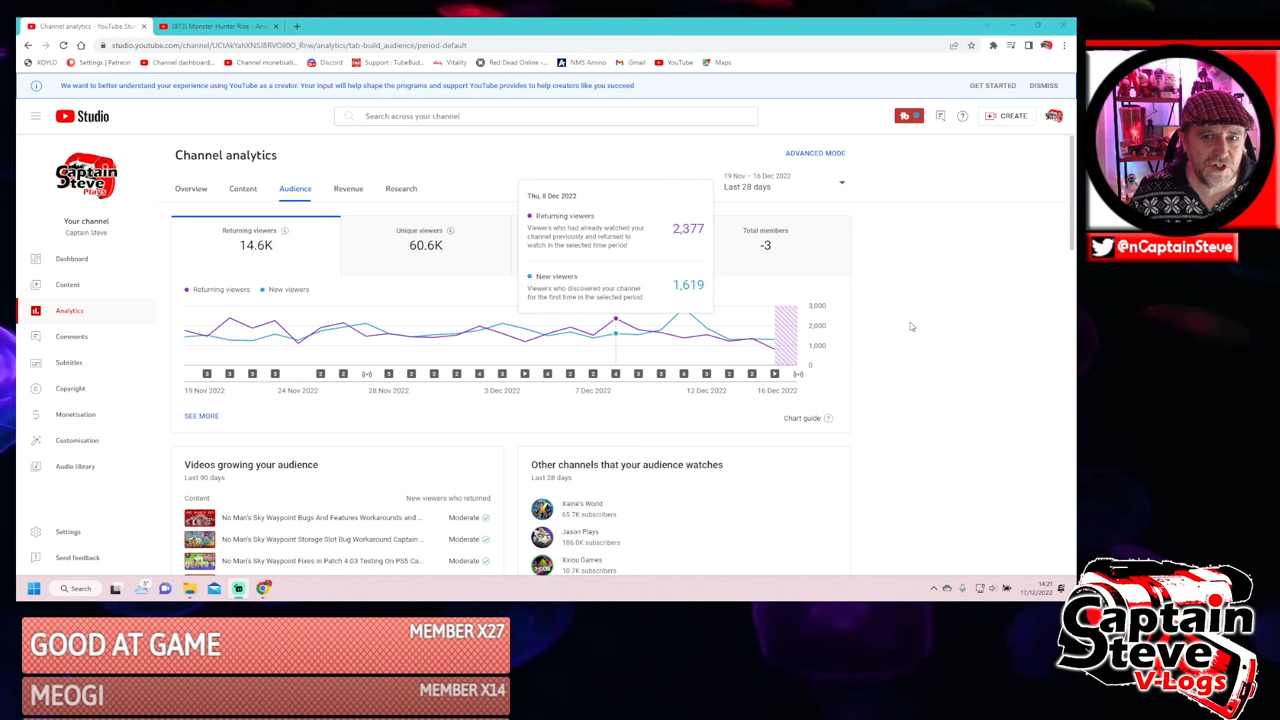 Channel analytics - YouTube Stu
(873) Monster Hunter Rise - An
studio.youtube.com/channel/UCtAkYahXNSJ8RVOii0O_Rnw/analytics/tab-build_audience/period-default
XOYLO
Settings | Patreon
Channel dashboard...
Channel monetisati...
Discord
Support : TubeBud...
Vitality
Red Dead Online -...
NMS Amino
Gmail
YouTube
Maps
We want to better understand your experience using YouTube as a creator. Your input will help shape the programs and support YouTube provides to help creators like you succeed
GET STARTED
DISMISS
Studio
Search across your channel
CREATE
Captain
Steve
Plays
Your channel
Captain Steve
Dashboard
Content
Analytics
Comments
Subtitles
Copyright
Monetisation
Customisation
Audio library
Settings
Send feedback
Channel analytics
ADVANCED MODE
Overview
Content
Audience
Revenue
Research
19 Nov – 16 Dec 2022
Last 28 days
Returning viewers
14.6K
Unique viewers
60.6K
Total members
-3
Thu, 8 Dec 2022
Returning viewers
Viewers who had already watched your
channel previously and returned to
watch in the selected time period
2,377
New viewers
Viewers who discovered your channel
for the first time in the selected period
1,619
Returning viewers
New viewers
3,000
2,000
1,000
0
19 Nov 2022
24 Nov 2022
28 Nov 2022
3 Dec 2022
7 Dec 2022
12 Dec 2022
16 Dec 2022
SEE MORE
Chart guide
Videos growing your audience
Last 90 days
Content
New viewers who returned
No Man's Sky Waypoint Bugs And Features Workarounds and ...
Moderate
No Man's Sky Waypoint Storage Slot Bug Workaround Captain ...
Moderate
No Man's Sky Waypoint Fixes in Patch 4.03 Testing On PS5 Ca...
Moderate
Other channels that your audience watches
Last 28 days
Xaine's World
65.7K subscribers
Jason Plays
186.0K subscribers
Xxiou Games
10.7K subscribers
Search
14:21
17/12/2022
@nCaptainSteve
GOOD AT GAME
MEMBER X27
MEOGI
MEMBER X14
Captain
Steve
V-Logs